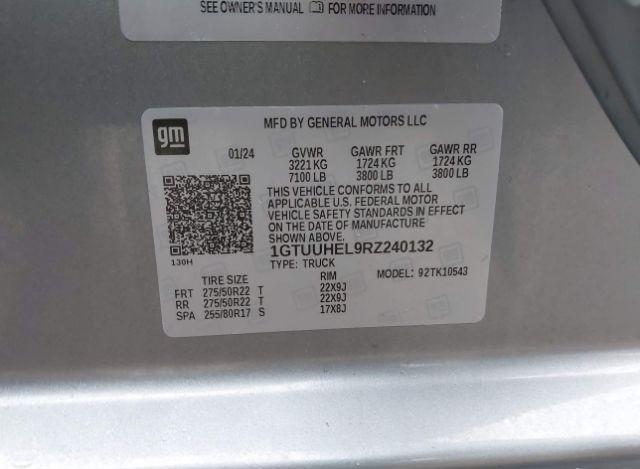 SEE OWNER'S MANUAL FOR MORE INFORMATION
gm
MFD BY GENERAL MOTORS LLC
01/24 GVWR GAWR FRT GAWR RR
3221 KG 1724 KG 1724 KG
7100 LB 3800 LB 3800 LB
THIS VEHICLE CONFORMS TO ALL
APPLICABLE U.S. FEDERAL MOTOR
VEHICLE SAFETY STANDARDS IN EFFECT
ON THE DATE OF MANUFACTURE
SHOWN ABOVE.
130H
1GTUUHEL9RZ240132
TYPE: TRUCK
TIRE SIZE RIM MODEL: 92TK10543
FRT 275/50R22 T 22X9J
RR 275/50R22 T 22X9J
SPA 255/80R17 S 17X8J